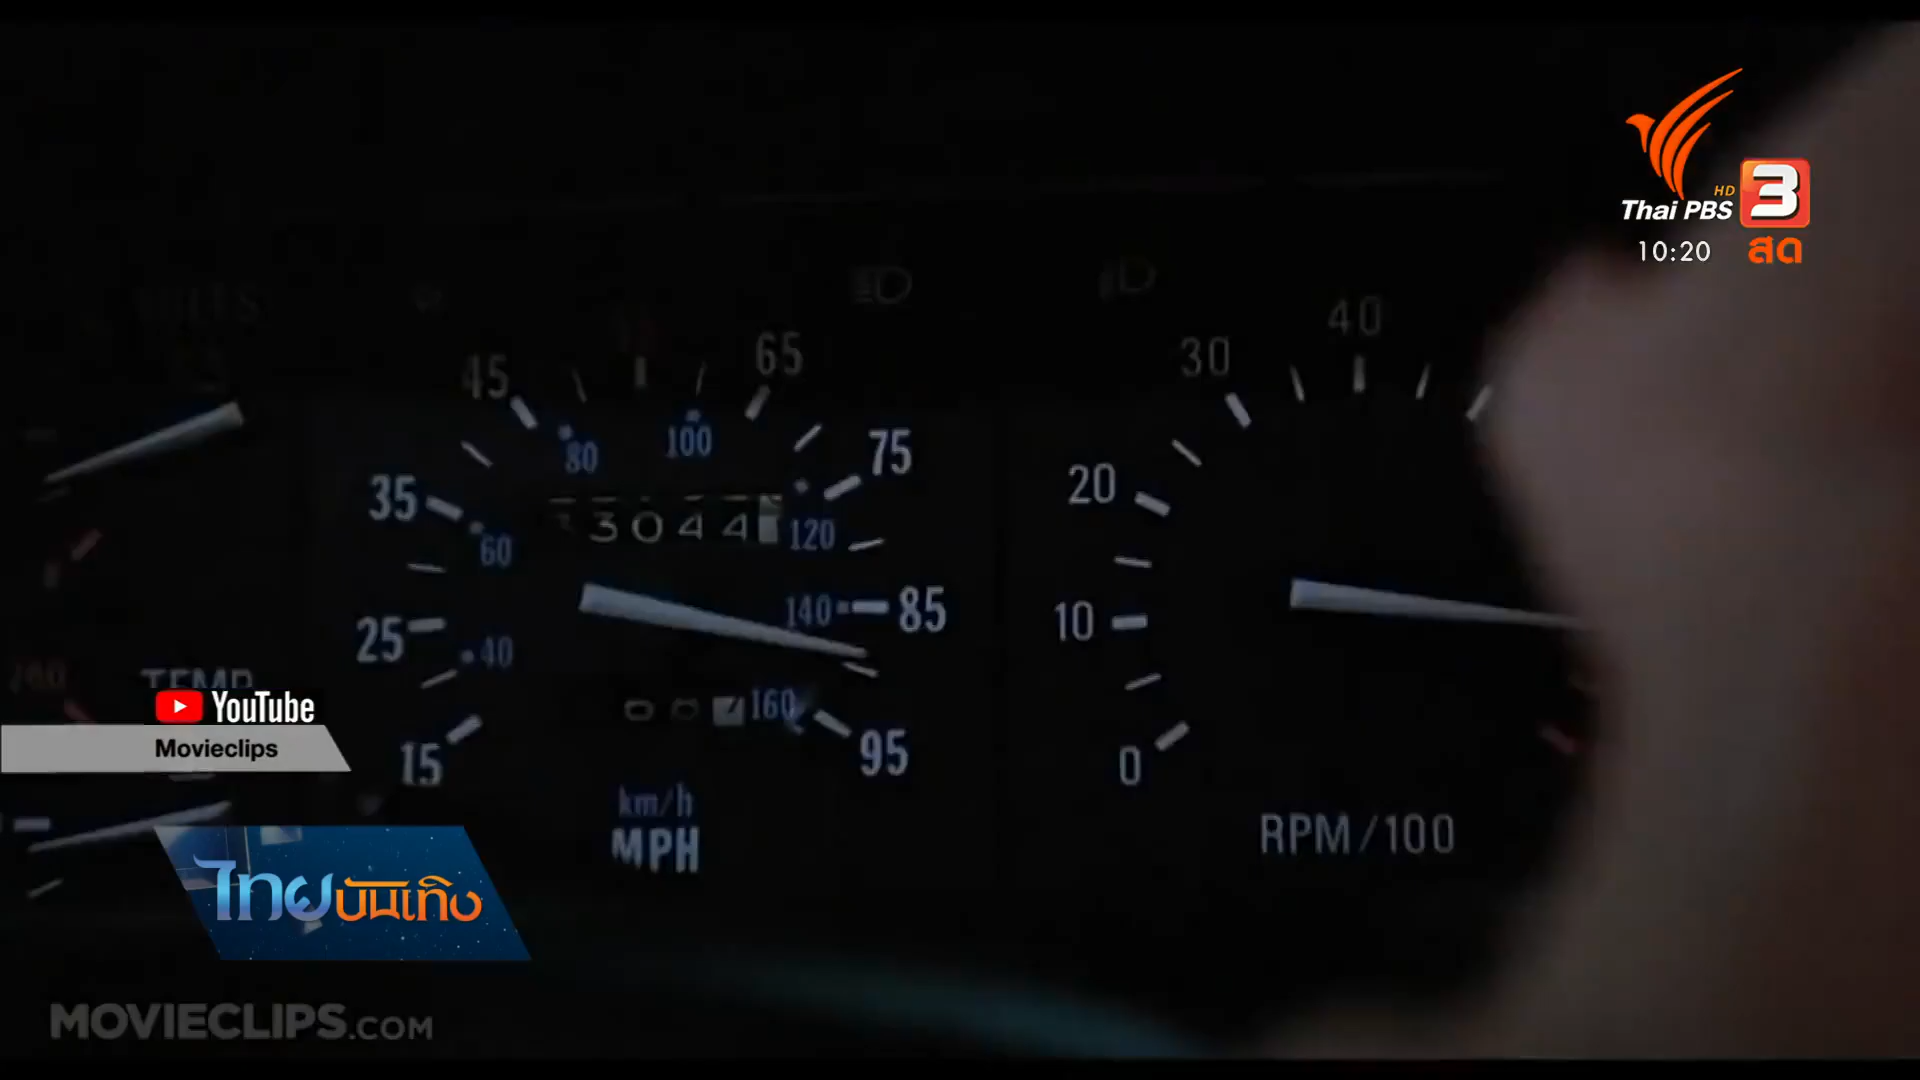 HD
Thai PBS 3
10:20 สด
40
30
65
45
75
100
80
20
35
3044
120
60
140 85
10
25
40
TEMP
YouTube
160
Movieclips
95
15
0
km/h
MPH
RPM/100
ไทยบันเทิง
MOVIECLIPS.COM